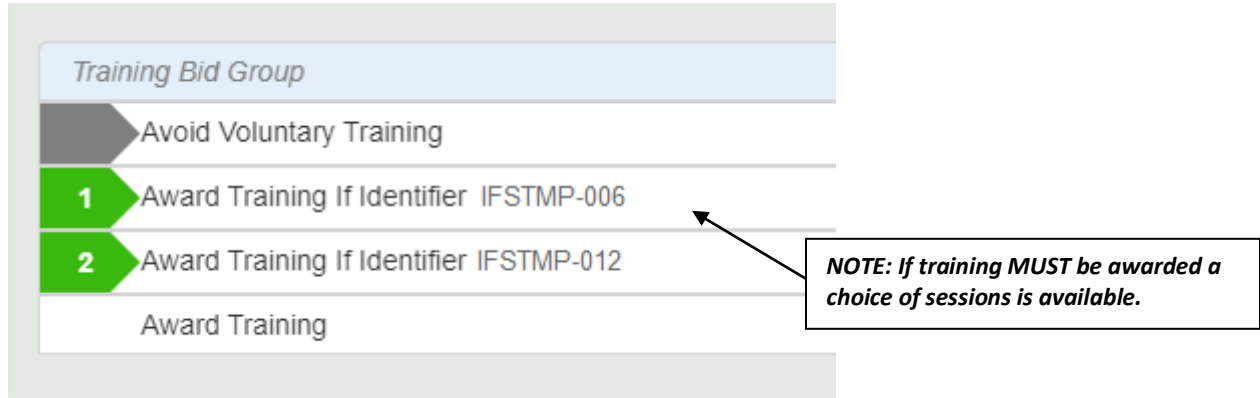 Training Bid Group
Avoid Voluntary Training
1 Award Training If Identifier IFSTMP-006
2 Award Training If Identifier IFSTMP-012
NOTE: If training MUST be awarded a
choice of sessions is available.
Award Training